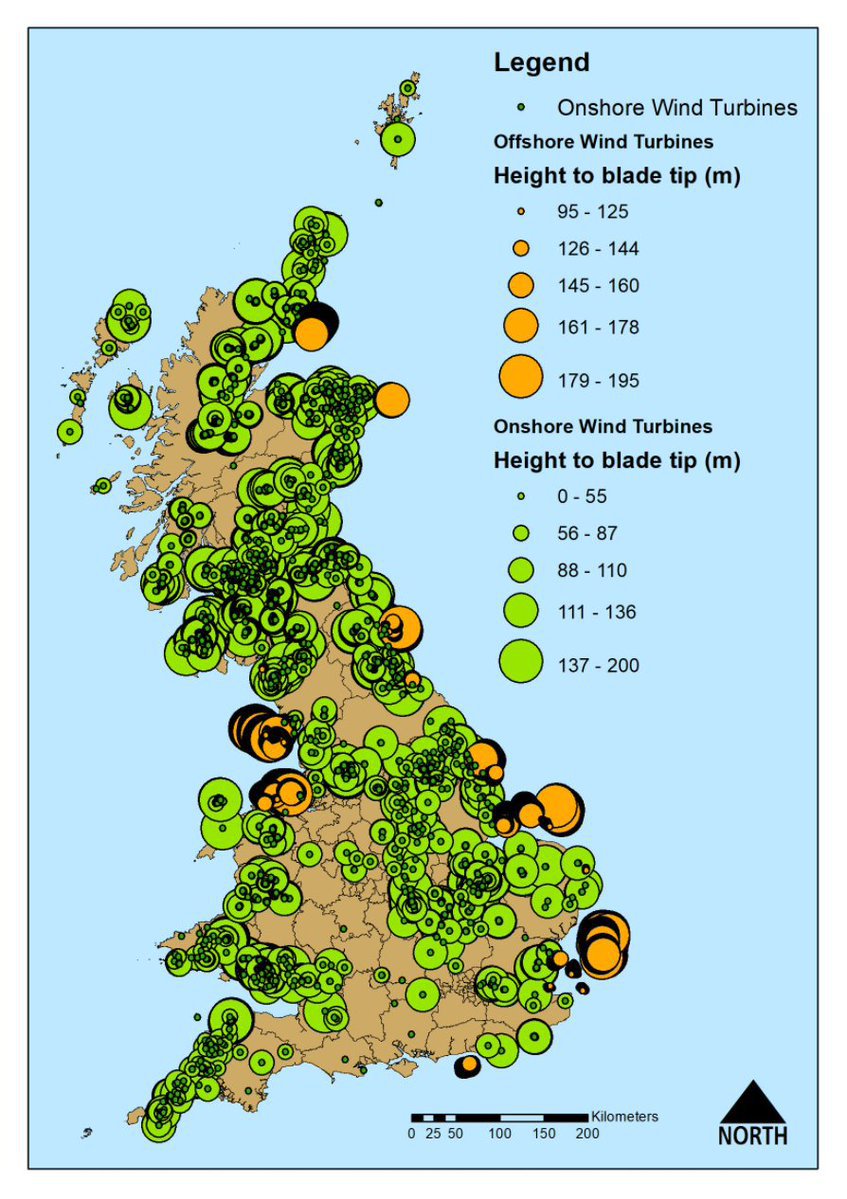 Legend
Onshore Wind Turbines
Offshore Wind Turbines
Height to blade tip (m)
95 - 125
126 - 144
145 - 160
161 - 178
179 - 195
Onshore Wind Turbines
Height to blade tip (m)
0 - 55
56 - 87
88 - 110
111 - 136
137 - 200
Kilometers
0 25 50 100 150 200
NORTH